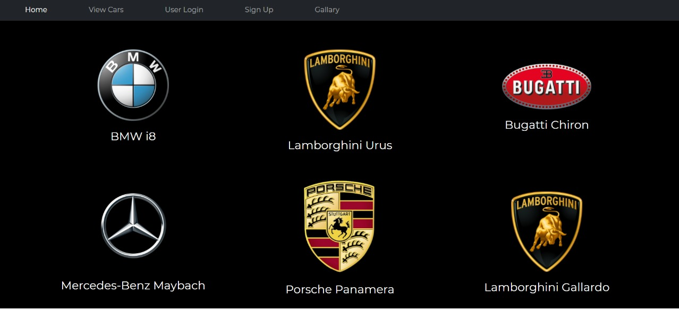 Home View Cars User Login Sign Up Gallary
BMW
LAMBORGHINI
BUGATTI
BMW i8
Lamborghini Urus
Bugatti Chiron
PORSCHE
STUTTGART
LAMBORGHINI
Mercedes-Benz Maybach
Porsche Panamera
Lamborghini Gallardo